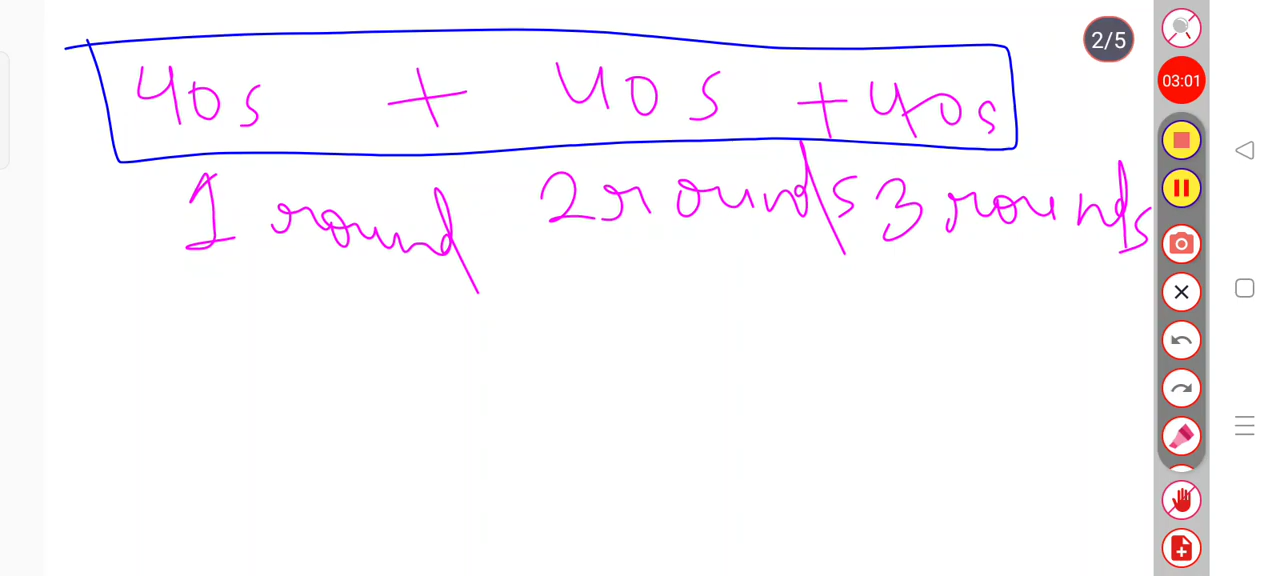 2/5
03:01
40s + 40s + 40s
1 round 2 rounds 3 rounds